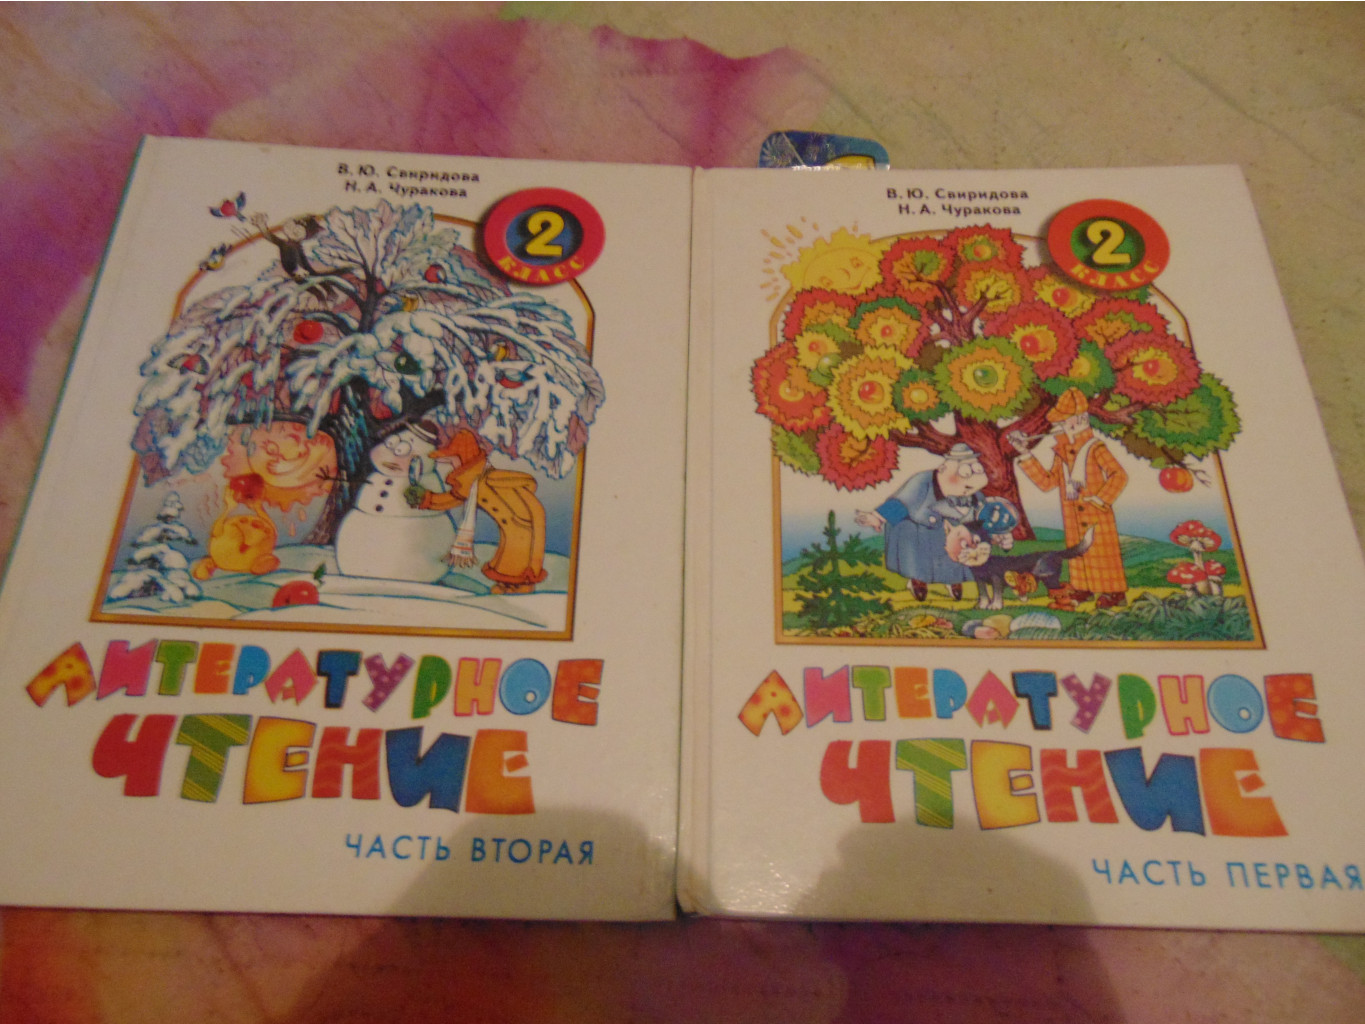 В. Ю. Свиридова
Н. А. Чуракова
2
КЛАСС
ЛИТЕРАТУРНОЕ
ЧТЕНИЕ
ЧАСТЬ ВТОРАЯ
В. Ю. Свиридова
Н. А. Чуракова
2
КЛАСС
ЛИТЕРАТУРНОЕ
ЧТЕНИЕ
ЧАСТЬ ПЕРВАЯ